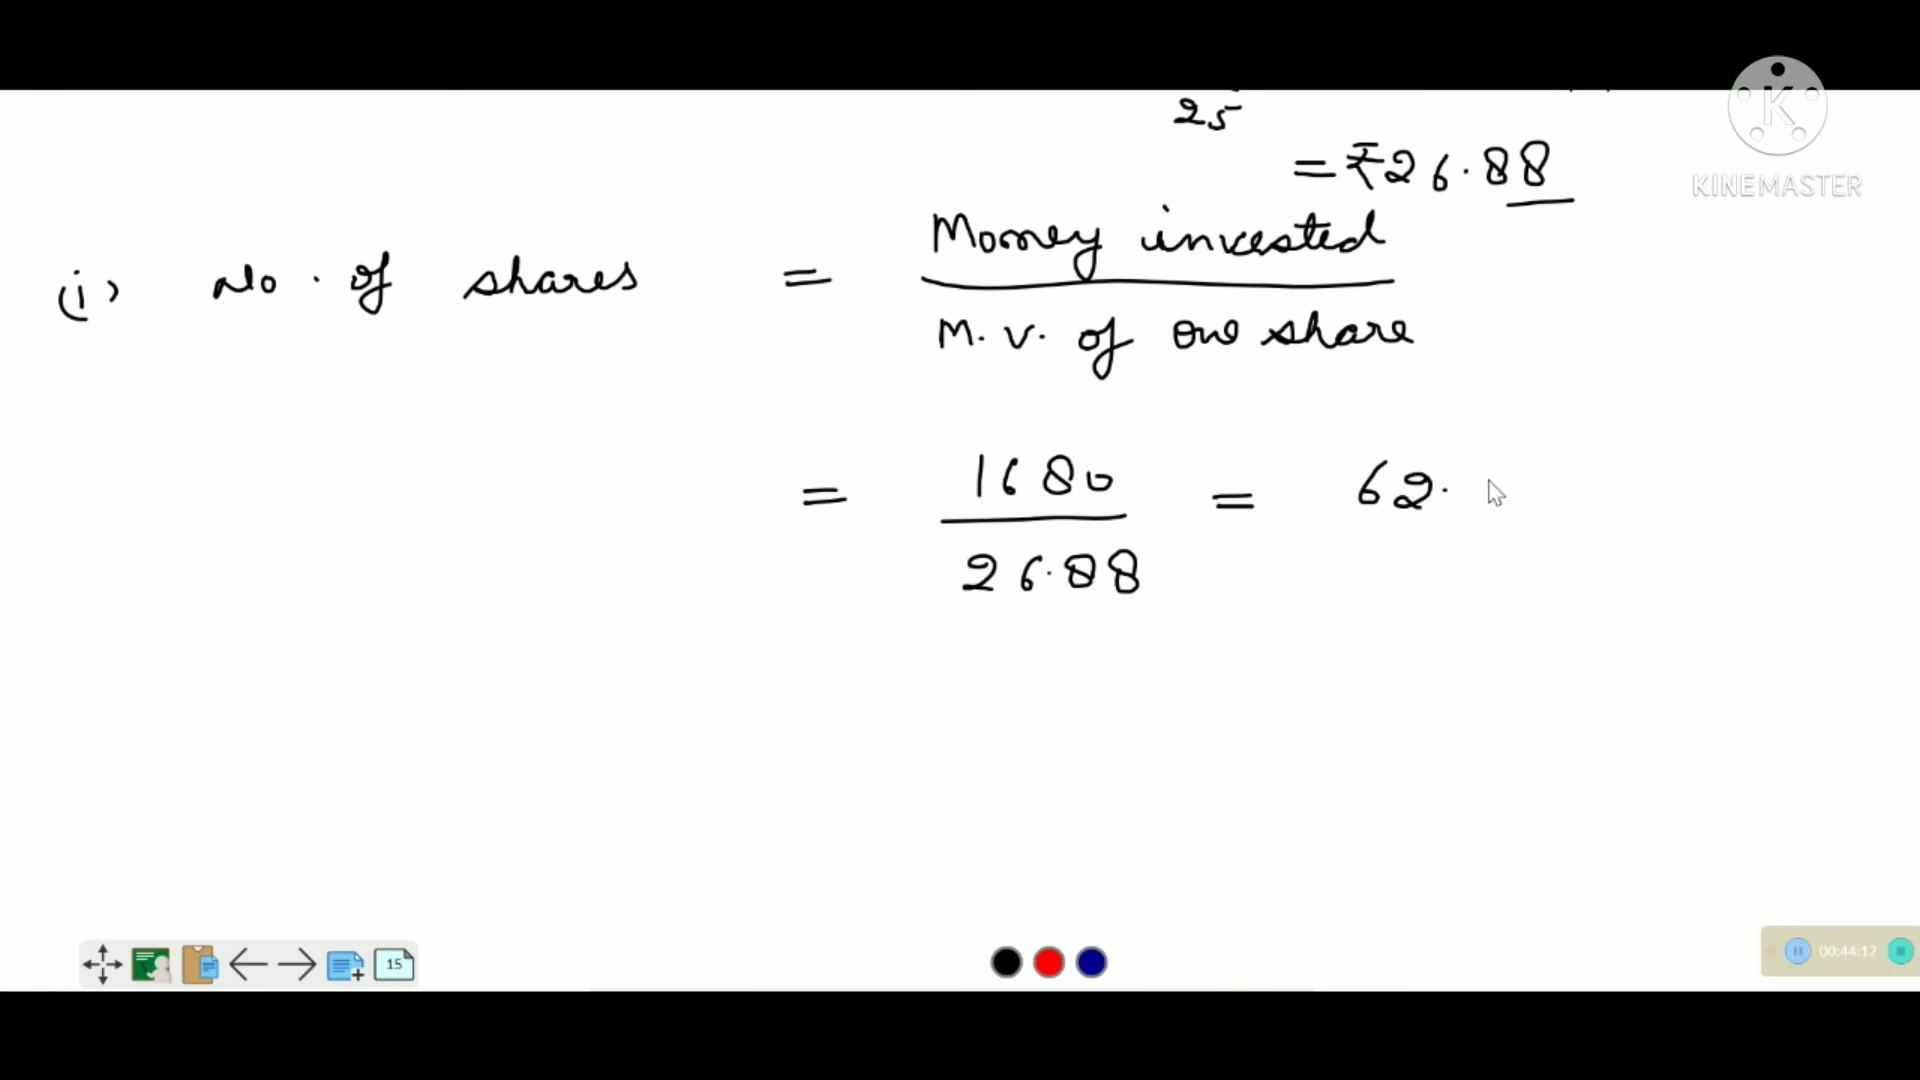 25
= ₹26.88
KINEMASTER
(i) No. of shares = Money invested
M.V. of one share
= 1680 = 62.
26.88
15
00:44:12